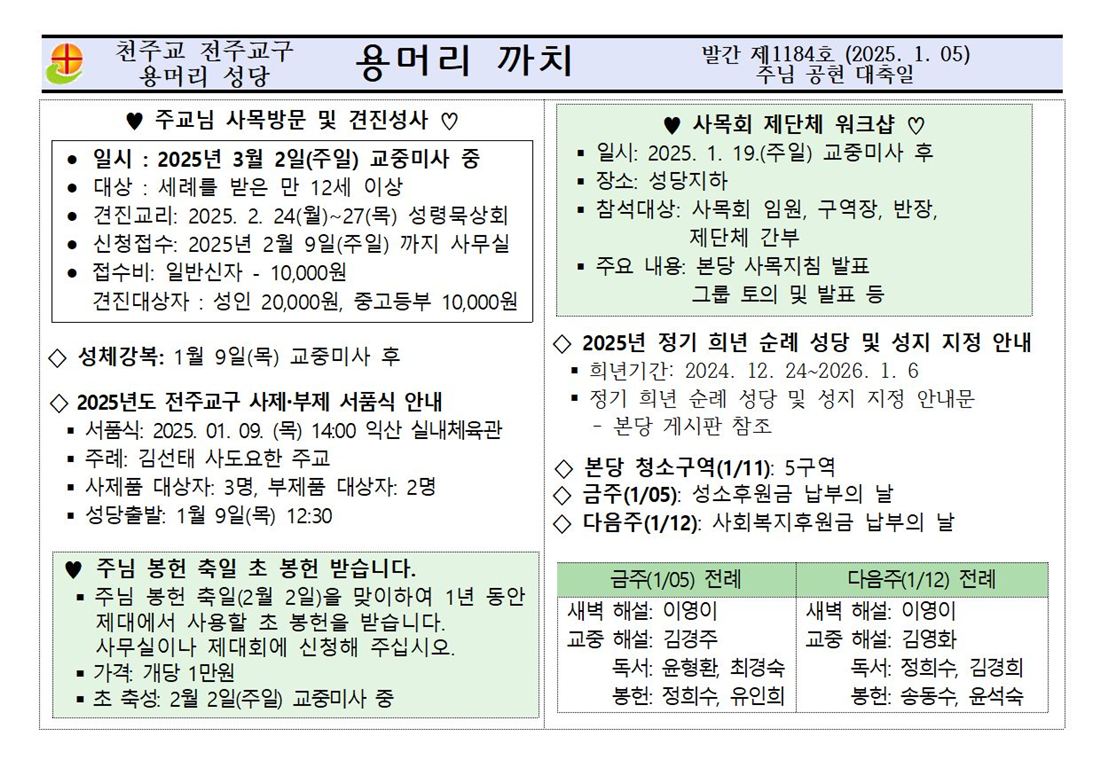 천주교 전주교구
용머리 성당
용머리 까치
발간 제1184호 (2025. 1. 05)
주님 공현 대축일
♥ 주교님 사목방문 및 견진성사 ♡
● 일시 : 2025년 3월 2일(주일) 교중미사 중
● 대상 : 세례를 받은 만 12세 이상
● 견진교리: 2025. 2. 24(월)~27(목) 성령묵상회
● 신청접수: 2025년 2월 9일(주일) 까지 사무실
● 접수비: 일반신자 - 10,000원
견진대상자 : 성인 20,000원, 중고등부 10,000원
◇ 성체강복: 1월 9일(목) 교중미사 후
◇ 2025년도 전주교구 사제·부제 서품식 안내
▪ 서품식: 2025. 01. 09. (목) 14:00 익산 실내체육관
▪ 주례: 김선태 사도요한 주교
▪ 사제품 대상자: 3명, 부제품 대상자: 2명
▪ 성당출발: 1월 9일(목) 12:30
♥ 주님 봉헌 축일 초 봉헌 받습니다.
▪ 주님 봉헌 축일(2월 2일)을 맞이하여 1년 동안
제대에서 사용할 초 봉헌을 받습니다.
사무실이나 제대회에 신청해 주십시오.
▪ 가격: 개당 1만원
▪ 초 축성: 2월 2일(주일) 교중미사 중
♥ 사목회 제단체 워크샵 ♡
▪ 일시: 2025. 1. 19.(주일) 교중미사 후
▪ 장소: 성당지하
▪ 참석대상: 사목회 임원, 구역장, 반장,
제단체 간부
▪ 주요 내용: 본당 사목지침 발표
그룹 토의 및 발표 등
◇ 2025년 정기 희년 순례 성당 및 성지 지정 안내
▪ 희년기간: 2024. 12. 24~2026. 1. 6
▪ 정기 희년 순례 성당 및 성지 지정 안내문
- 본당 게시판 참조
◇ 본당 청소구역(1/11): 5구역
◇ 금주(1/05): 성소후원금 납부의 날
◇ 다음주(1/12): 사회복지후원금 납부의 날
금주(1/05) 전례
새벽 해설: 이영이
교중 해설: 김경주
독서: 윤형환, 최경숙
봉헌: 정희수, 유인희
다음주(1/12) 전례
새벽 해설: 이영이
교중 해설: 김영화
독서: 정희수, 김경희
봉헌: 송동수, 윤석숙